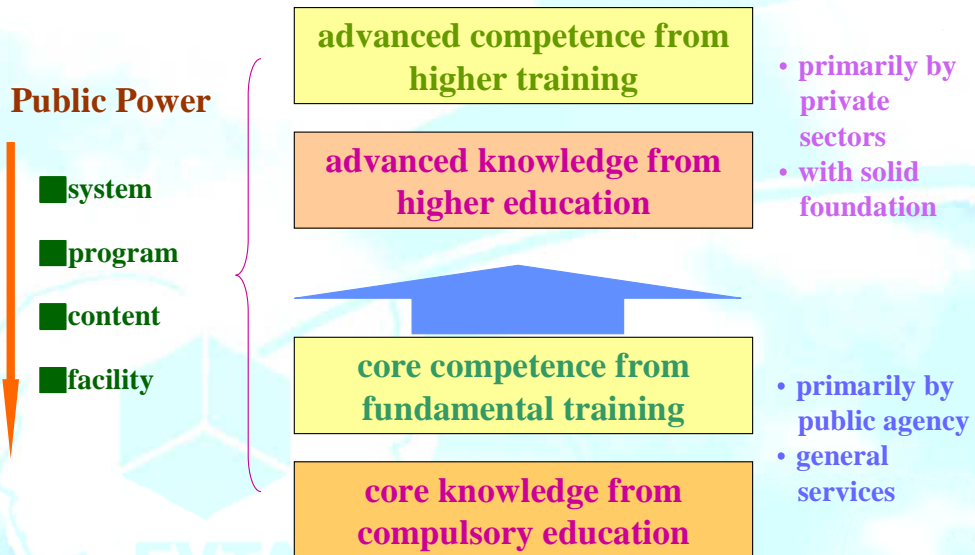 Public Power
system
program
content
facility
advanced competence from
higher training
advanced knowledge from
higher education
core competence from
fundamental training
core knowledge from
compulsory education
• primarily by
private
sectors
• with solid
foundation
• primarily by
public agency
• general
services